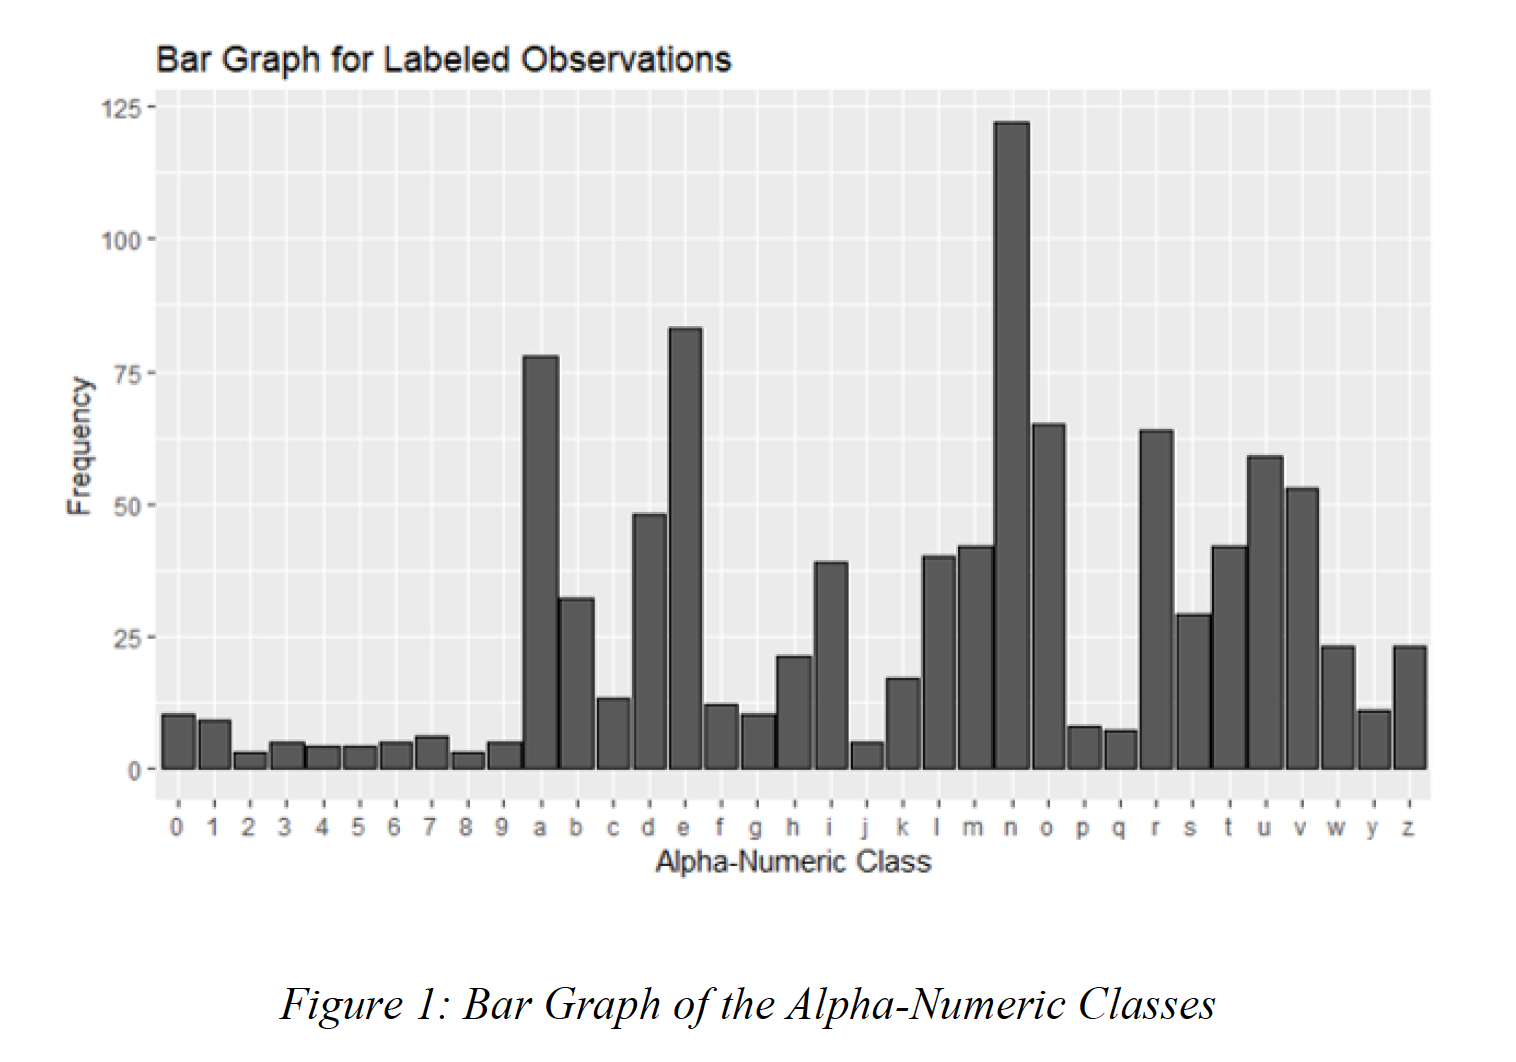 Bar Graph for Labeled Observations
125
100
75
50
25
0
Frequency
0 1 2 3 4 5 6 7 8 9 a b c d e f g h i j k l m n o p q r s t u v w y z
Alpha-Numeric Class
Figure 1: Bar Graph of the Alpha-Numeric Classes